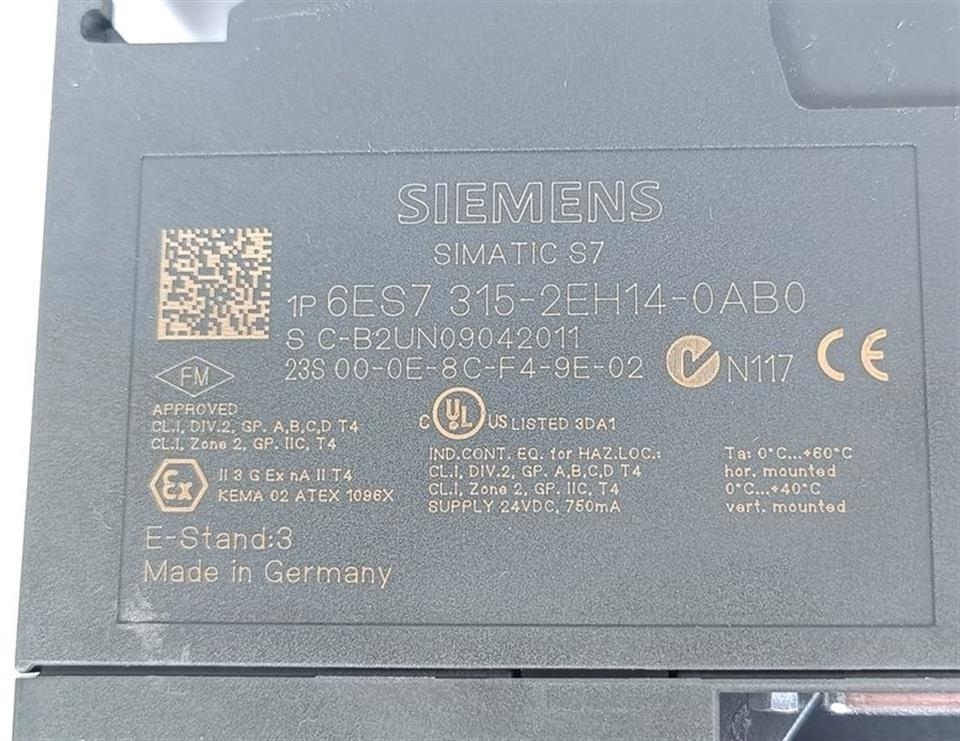 SIEMENS
SIMATIC S7
1P 6ES7 315-2EH14-0AB0
S C-B2UN09042011
23S 00-0E-8C-F4-9E-02
N117 CE
FM
APPROVED
CL.I, DIV.2, GP. A,B,C,D T4
CL.I, Zone 2, GP. IIC, T4
Ex
II 3 G Ex nA II T4
KEMA 02 ATEX 1096X
C UL US LISTED 3DA1
IND.CONT. EQ. for HAZ.LOC.:
CL.I, DIV.2, GP. A,B,C,D T4
CL.I, Zone 2, GP. IIC, T4
SUPPLY 24VDC, 750mA
Ta: 0°C...+60°C
hor. mounted
0°C...+40°C
vert. mounted
E-Stand:3
Made in Germany